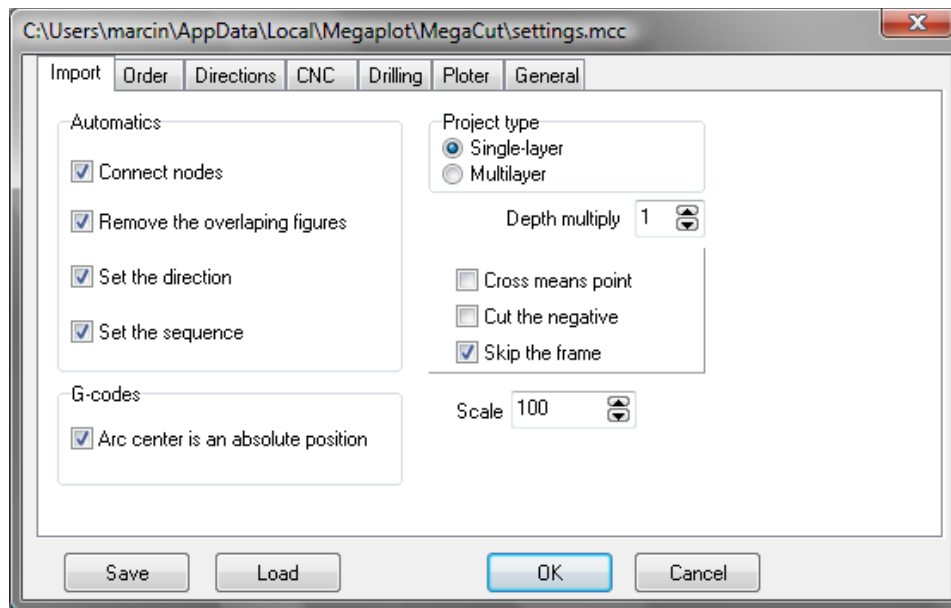 C:\Users\marcin\AppData\Local\Megaplot\MegaCut\settings.mcc
Import Order Directions CNC Drilling Ploter General
Automatics
Connect nodes
Remove the overlaping figures
Set the direction
Set the sequence
G-codes
Arc center is an absolute position
Project type
Single-layer
Multilayer
Depth multiply 1
Cross means point
Cut the negative
Skip the frame
Scale 100
Save Load OK Cancel